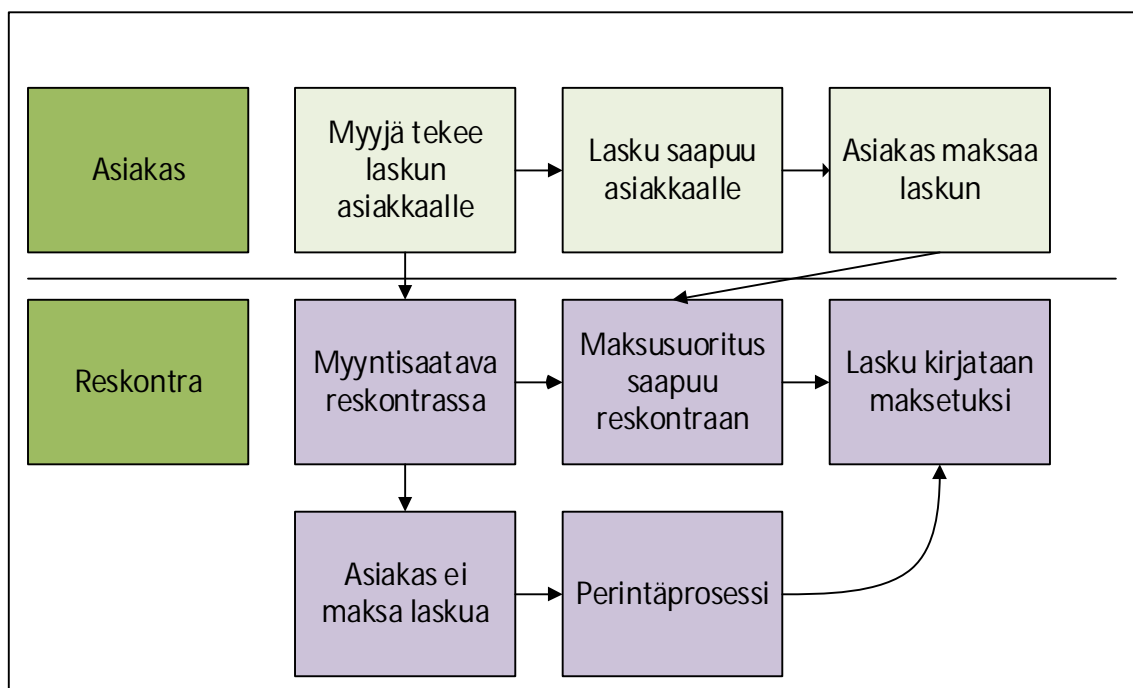 Asiakas
Myyjä tekee
laskun
asiakkaalle
Lasku saapuu
asiakkaalle
Asiakas maksaa
laskun
Reskontra
Myyntisaatava
reskontrassa
Maksusuoritus
saapuu
reskontraan
Lasku kirjataan
maksetuksi
Asiakas ei
maksa laskua
Perintäprosessi